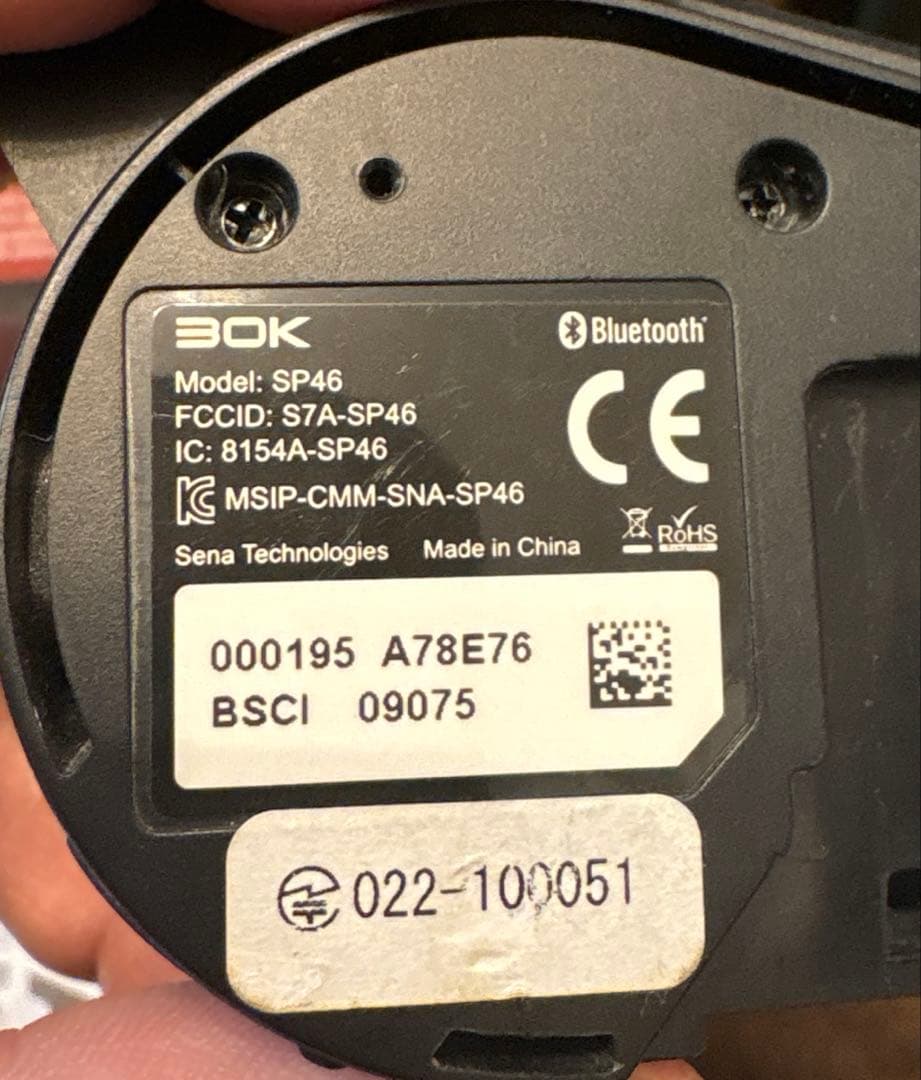 30K
Bluetooth
Model: SP46
FCCID: S7A-SP46
IC: 8154A-SP46
MSIP-CMM-SNA-SP46
Sena Technologies Made in China
RoHS
000195 A78E76
BSCI 09075
022-100051